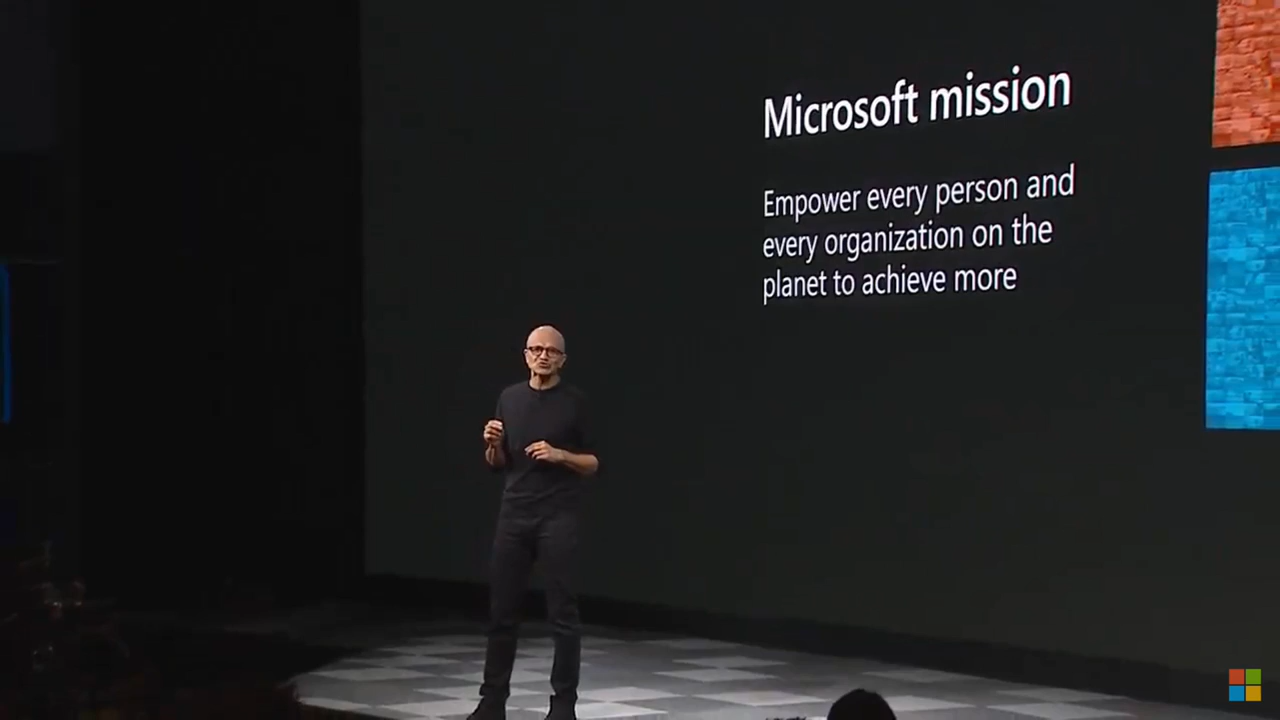 Microsoft mission
Empower every person and
every organization on the
planet to achieve more